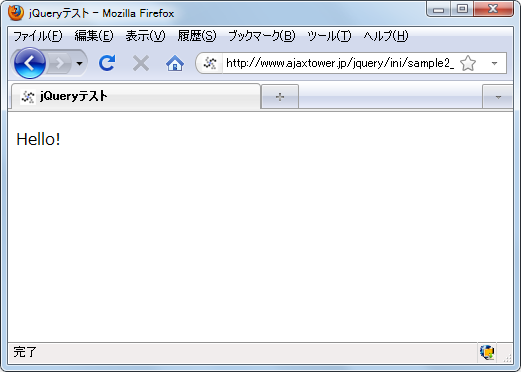 jQueryテスト - Mozilla Firefox
ファイル(F) 編集(E) 表示(V) 履歴(S) ブックマーク(B) ツール(T) ヘルプ(H)
http://www.ajaxtower.jp/jquery/ini/sample2_
jQueryテスト
Hello!
完了